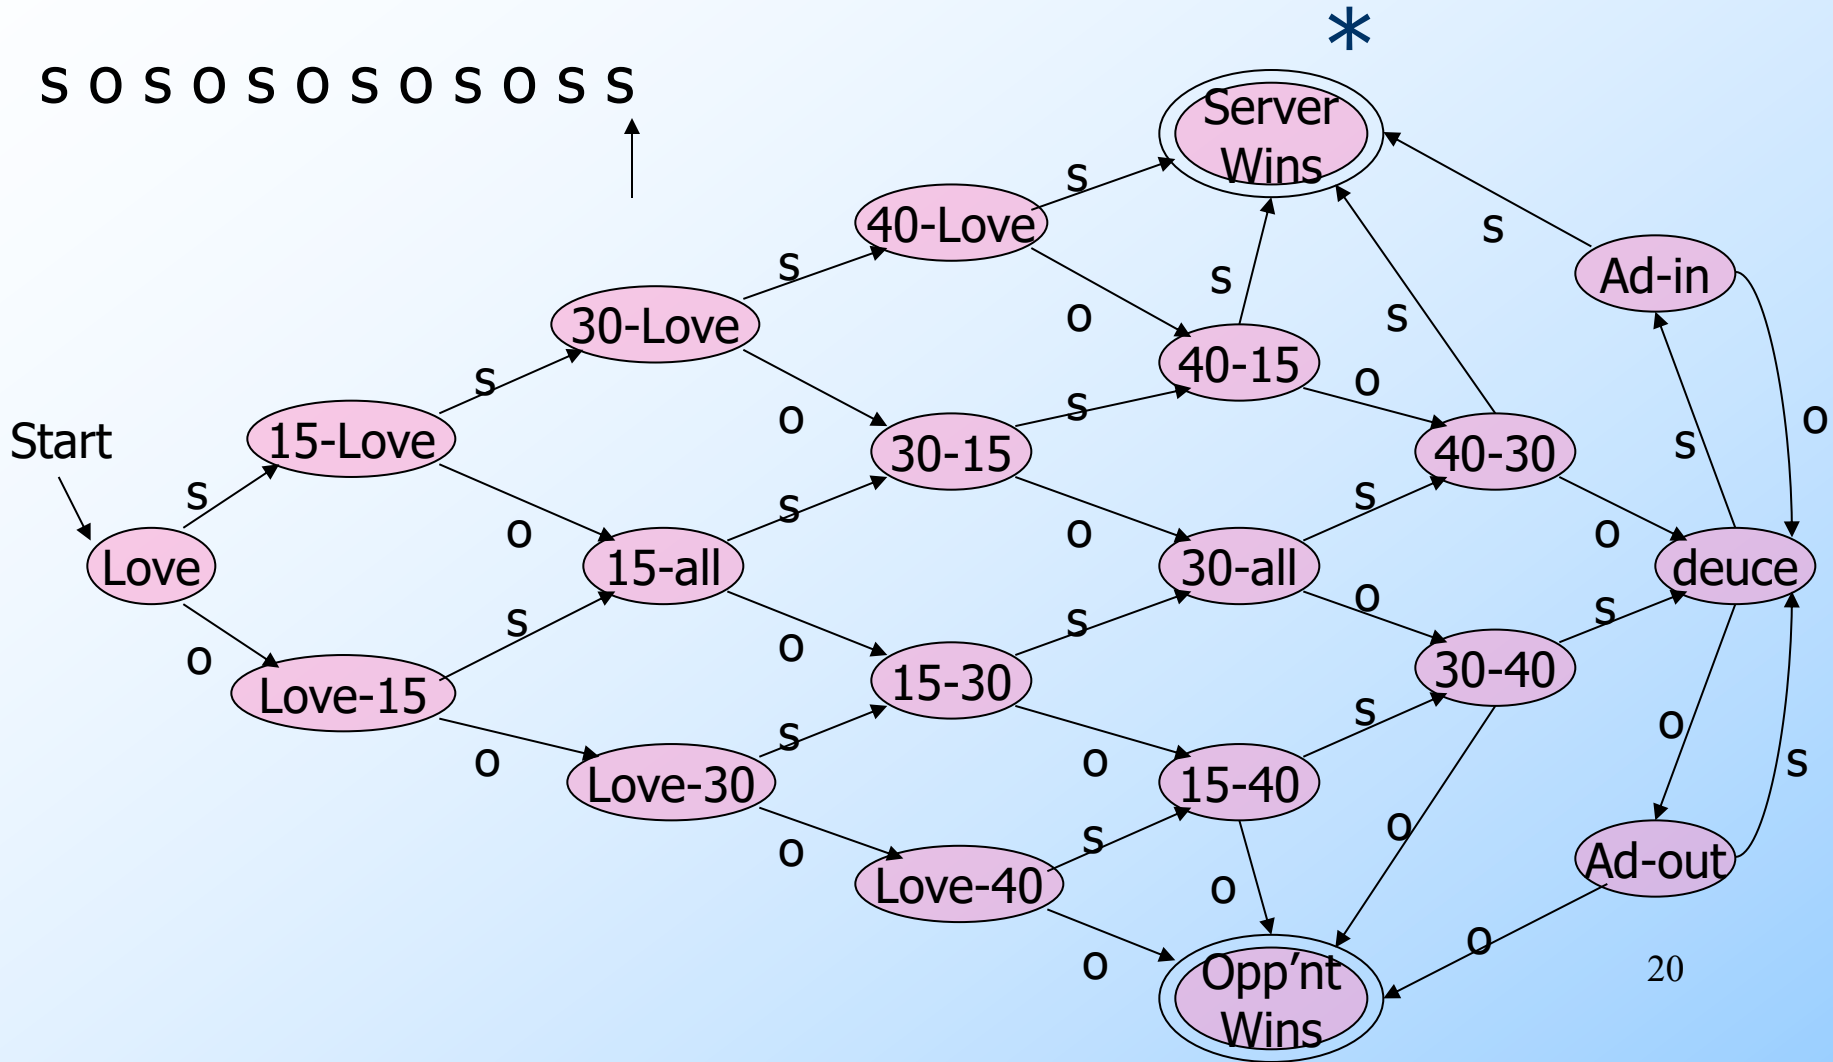 *
s o s o s o s o s o s s
Server
Wins
s
40-Love
s
s
Ad-in
s
30-Love
o
s
40-15
s
o
s
o
s
o
Start
15-Love
30-15
40-30
s
s
s
s
o
o
o
Love
15-all
30-all
deuce
o
s
s
o
s
o
o
Love-15
15-30
30-40
s
s
o
s
o
o
Love-30
15-40
o
s
o
Ad-out
Love-40
o
o
o
Opp'nt
Wins
20